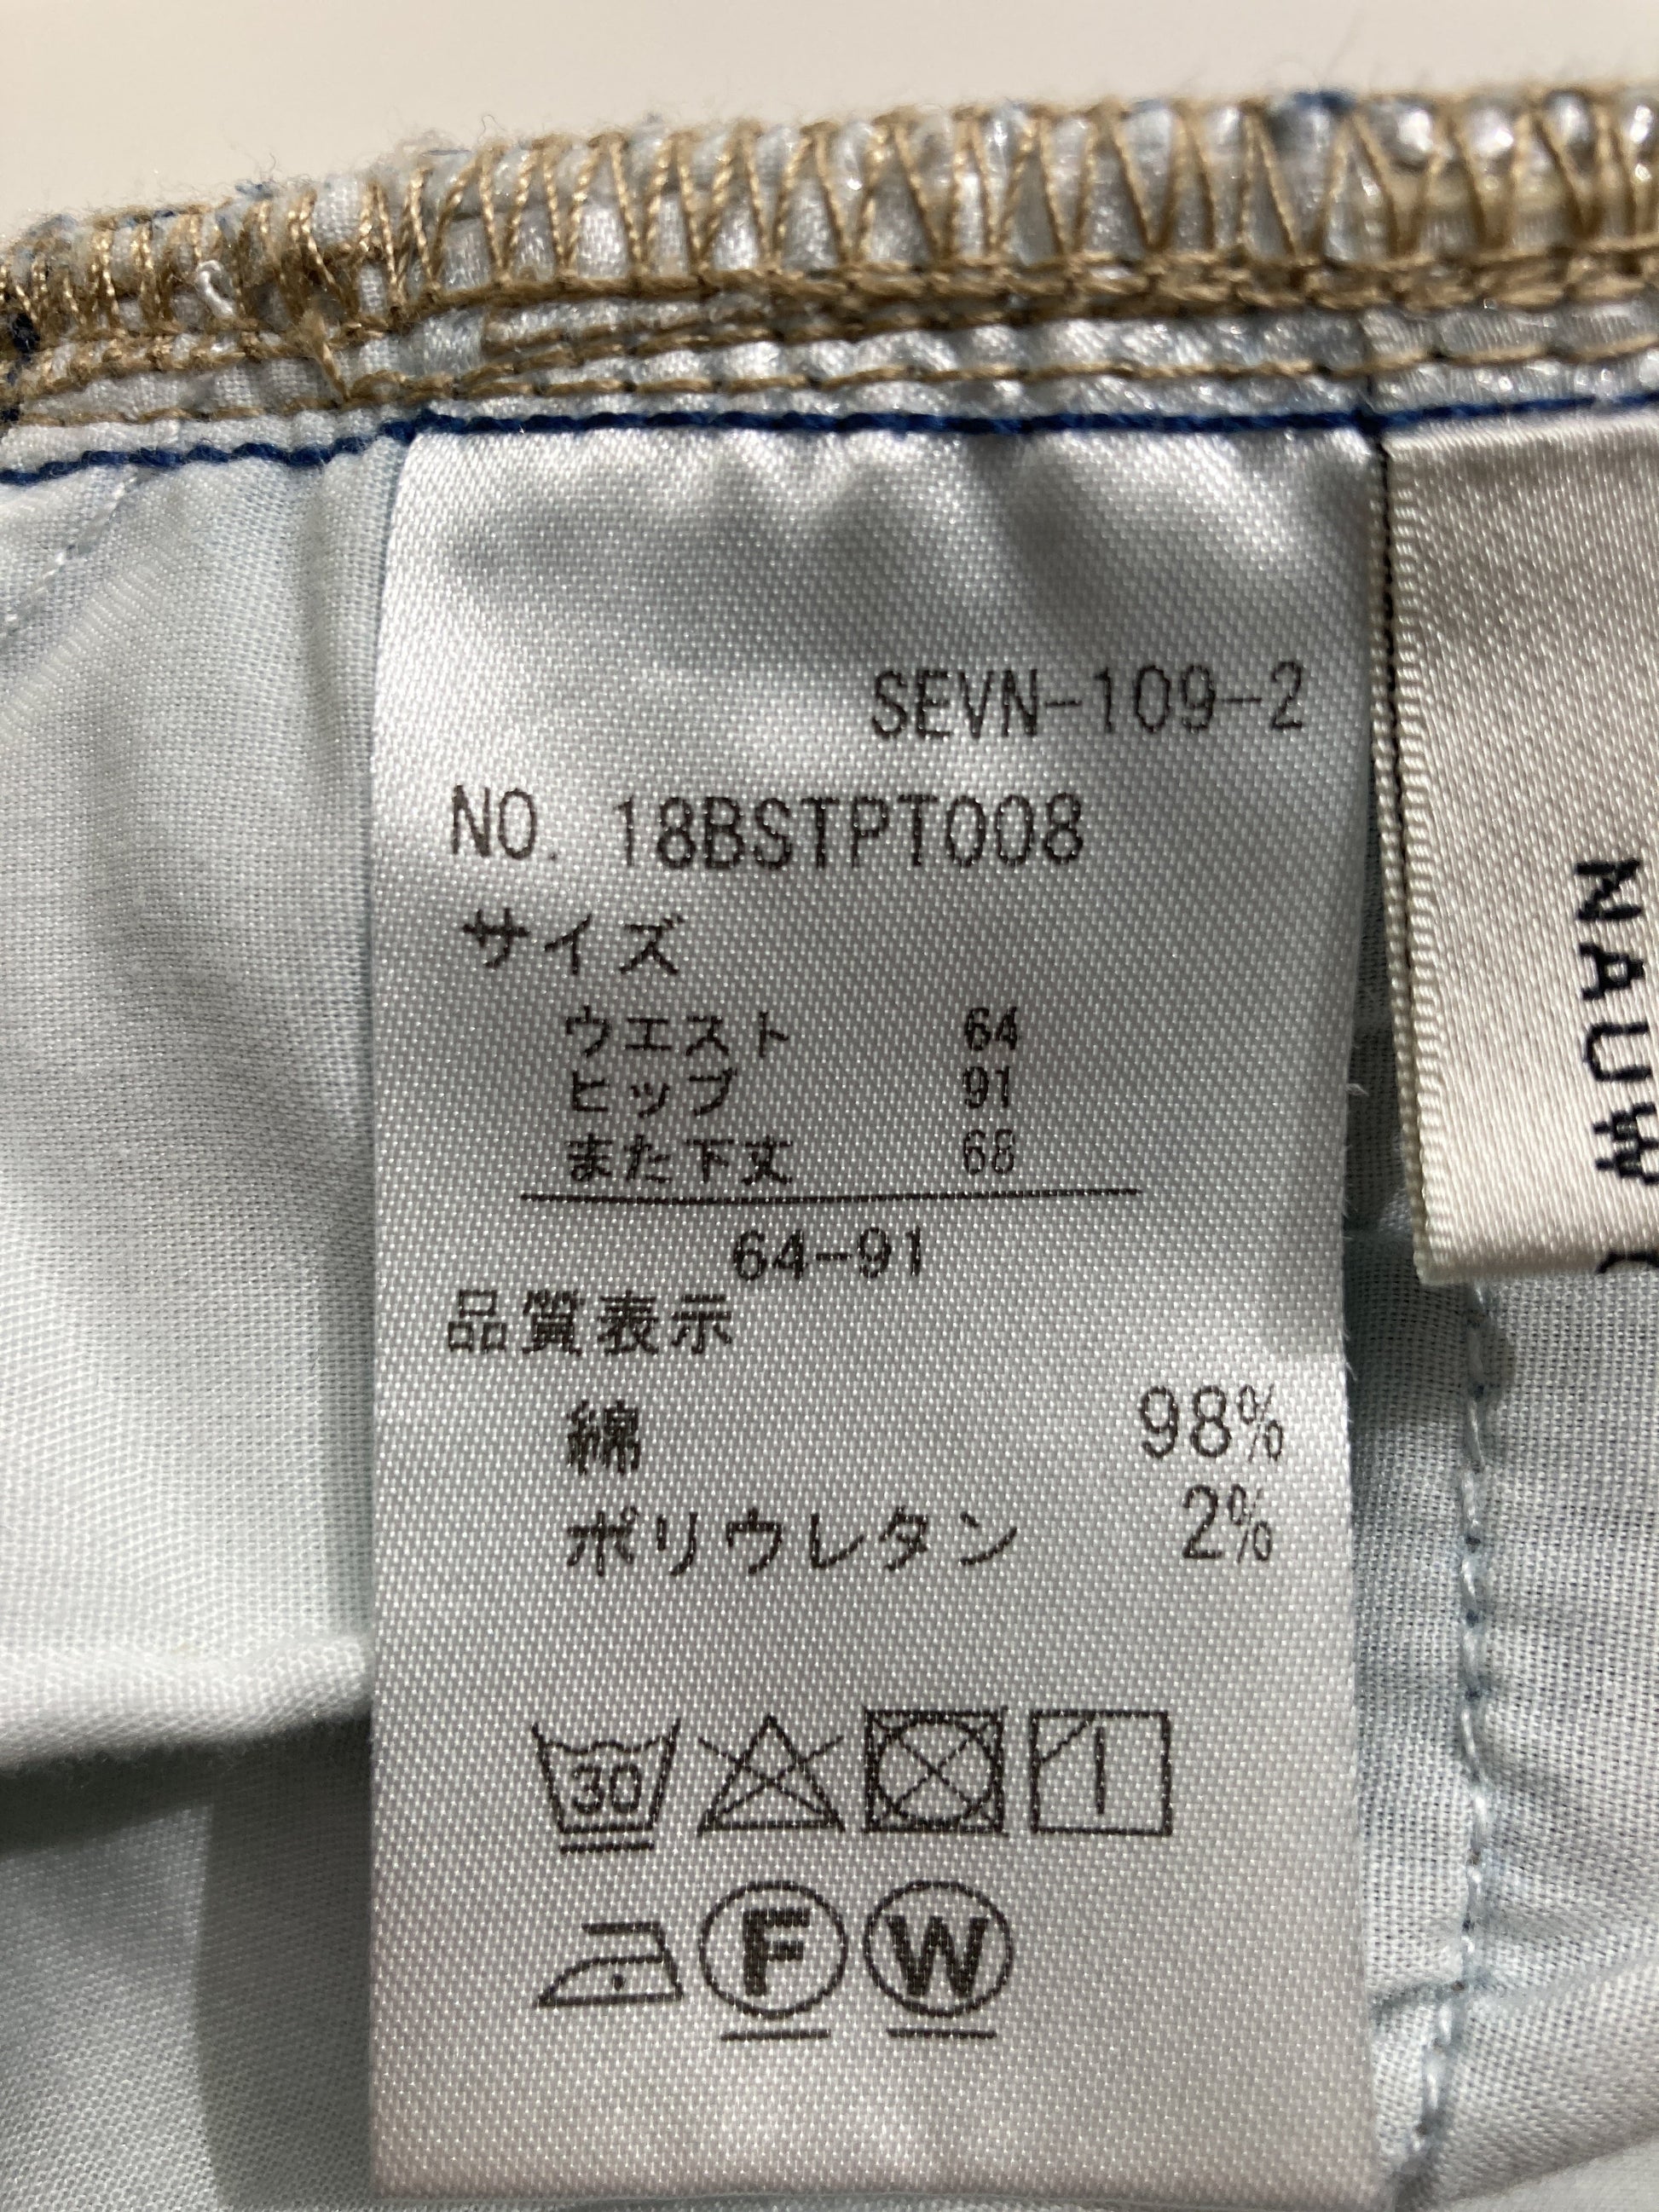 SEVN-109-2
NO. 18BSTPT008
サイズ
ウエスト 64
ヒップ 91
また下丈 68
64-91
品質表示
綿 98%
ポリウレタン 2%
30
F W
NAUW